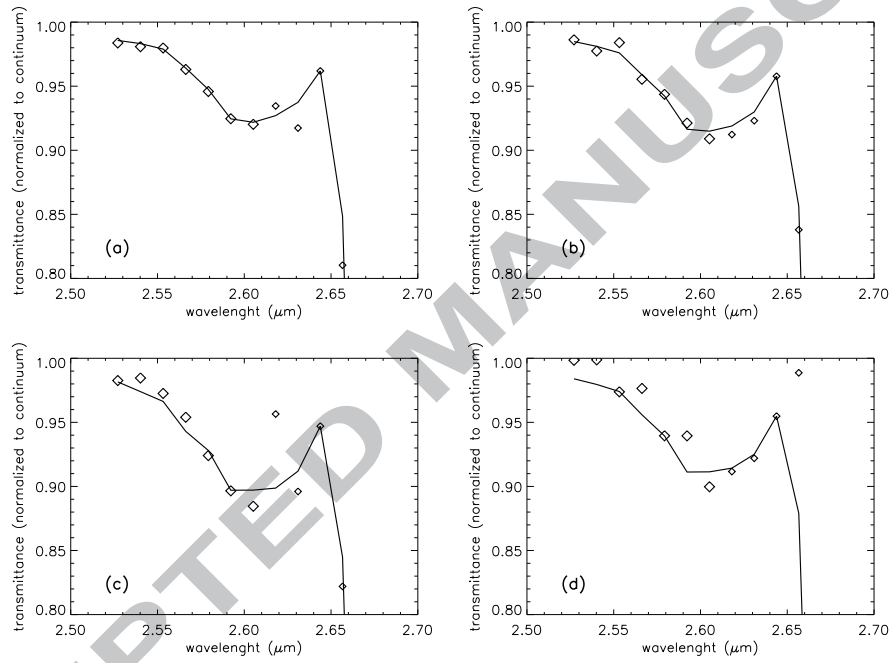 1.00
0.95
0.90
0.85
0.80
2.50 2.55 2.60 2.65 2.70
wavelenght (μm)
transmittance (normalized to continuum)
(a)
1.00
0.95
0.90
0.85
0.80
2.50 2.55 2.60 2.65 2.70
wavelenght (μm)
transmittance (normalized to continuum)
(b)
1.00
0.95
0.90
0.85
0.80
2.50 2.55 2.60 2.65 2.70
wavelenght (μm)
transmittance (normalized to continuum)
(c)
1.00
0.95
0.90
0.85
0.80
2.50 2.55 2.60 2.65 2.70
wavelenght (μm)
transmittance (normalized to continuum)
(d)
PTED MANUSC